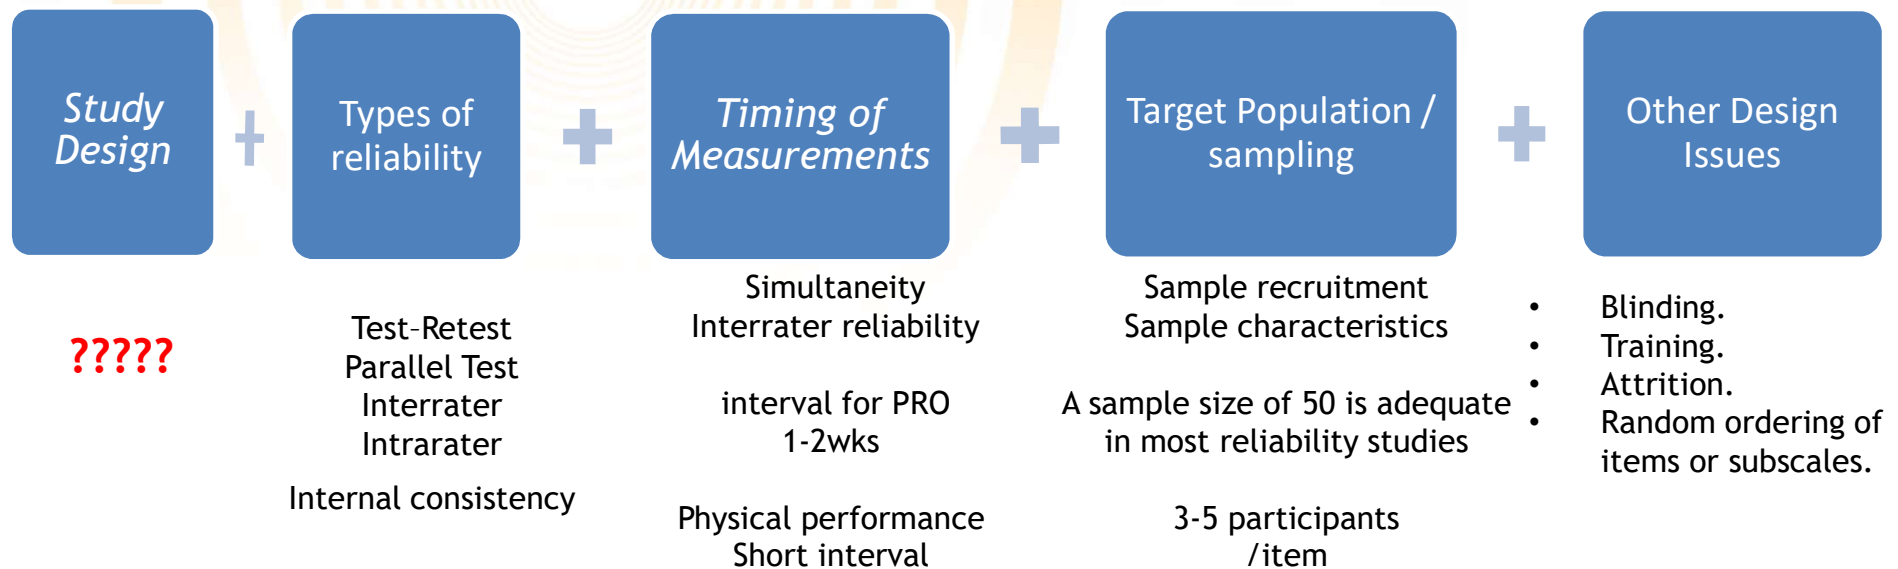 Study
Design
Types of
reliability
Timing of
Measurements
Target Population /
sampling
Other Design
Issues
?????
Test–Retest
Parallel Test
Interrater
Intrarater
Internal consistency
Simultaneity
Interrater reliability
interval for PRO
1-2wks
Physical performance
Short interval
Sample recruitment
Sample characteristics
A sample size of 50 is adequate
in most reliability studies
3-5 participants
/item
• Blinding.
• Training.
• Attrition.
• Random ordering of
items or subscales.